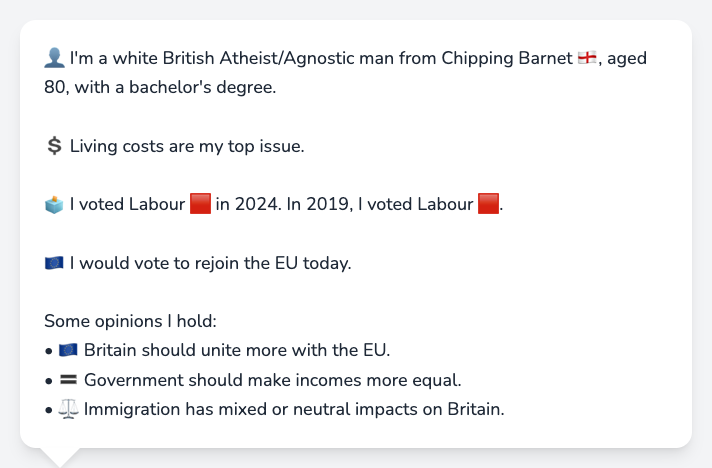 👤 I'm a white British Atheist/Agnostic man from Chipping Barnet 🏴󠁧󠁢󠁥󠁮󠁧󠁿, aged
80, with a bachelor's degree.
💲 Living costs are my top issue.
🗳️ I voted Labour 🟥 in 2024. In 2019, I voted Labour 🟥.
🇪🇺 I would vote to rejoin the EU today.
Some opinions I hold:
• 🇪🇺 Britain should unite more with the EU.
• 🟰 Government should make incomes more equal.
• ⚖️ Immigration has mixed or neutral impacts on Britain.